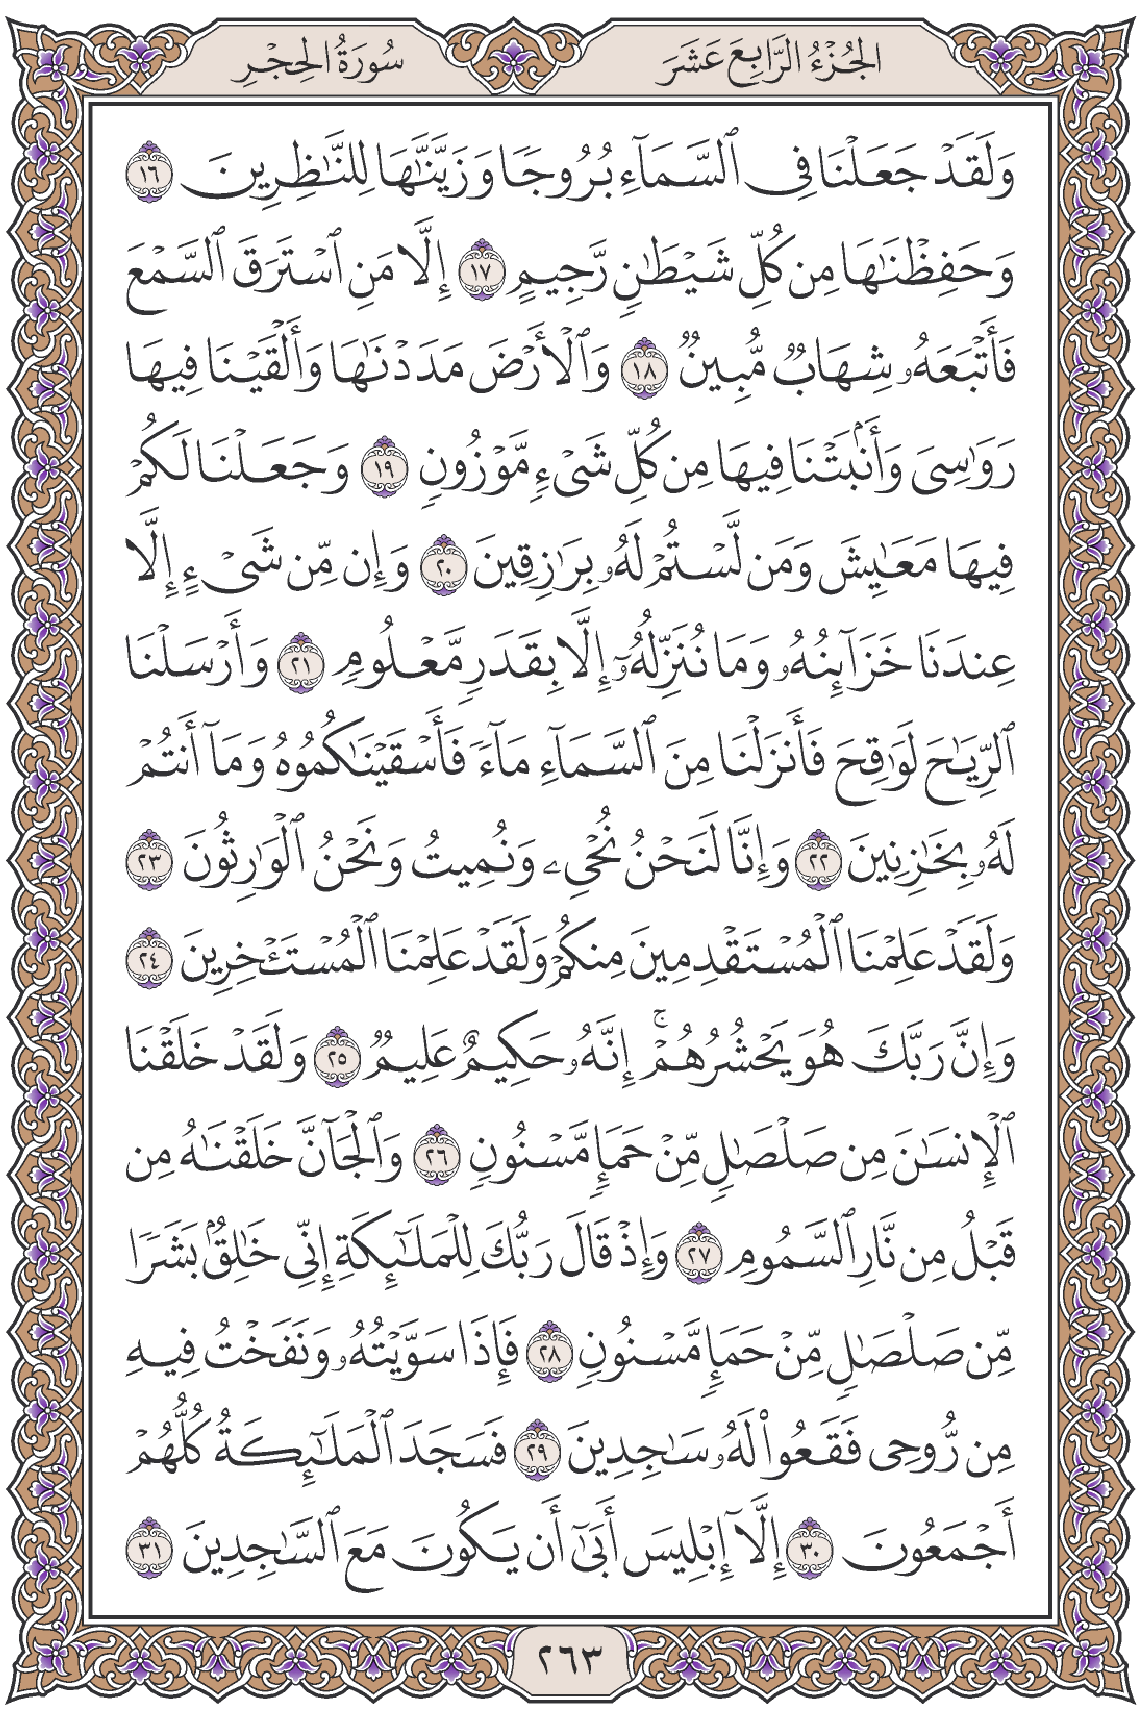 الجُزْءُ الرَّابِعَ عَشَرَ
سُورَةُ الحِجْرِ
وَلَقَدْ جَعَلْنَا فِي ٱلسَّمَآءِ بُرُوجًا وَزَيَّنَّٰهَا لِلنَّٰظِرِينَ ١٦
وَحَفِظْنَٰهَا مِن كُلِّ شَيْطَٰنٍ رَّجِيمٍ ١٧ إِلَّا مَنِ ٱسْتَرَقَ ٱلسَّمْعَ
فَأَتْبَعَهُۥ شِهَابٌ مُّبِينٌ ١٨ وَٱلْأَرْضَ مَدَدْنَٰهَا وَأَلْقَيْنَا فِيهَا
رَوَٰسِىَ وَأَنۢبَتْنَا فِيهَا مِن كُلِّ شَىْءٍ مَّوْزُونٍ ١٩ وَجَعَلْنَا لَكُمْ
فِيهَا مَعَٰيِشَ وَمَن لَّسْتُمْ لَهُۥ بِرَٰزِقِينَ ٢٠ وَإِن مِّن شَىْءٍ إِلَّا
عِندَنَا خَزَآئِنُهُۥ وَمَا نُنَزِّلُهُۥٓ إِلَّا بِقَدَرٍ مَّعْلُومٍ ٢١ وَأَرْسَلْنَا
ٱلرِّيَٰحَ لَوَٰقِحَ فَأَنزَلْنَا مِنَ ٱلسَّمَآءِ مَآءً فَأَسْقَيْنَٰكُمُوهُ وَمَآ أَنتُمْ
لَهُۥ بِخَٰزِنِينَ ٢٢ وَإِنَّا لَنَحْنُ نُحْىِۦ وَنُمِيتُ وَنَحْنُ ٱلْوَٰرِثُونَ ٢٣
وَلَقَدْ عَلِمْنَا ٱلْمُسْتَقْدِمِينَ مِنكُمْ وَلَقَدْ عَلِمْنَا ٱلْمُسْتَـْٔخِرِينَ ٢٤
وَإِنَّ رَبَّكَ هُوَ يَحْشُرُهُمْ ۚ إِنَّهُۥ حَكِيمٌ عَلِيمٌ ٢٥ وَلَقَدْ خَلَقْنَا
ٱلْإِنسَٰنَ مِن صَلْصَٰلٍ مِّنْ حَمَإٍ مَّسْنُونٍ ٢٦ وَٱلْجَآنَّ خَلَقْنَٰهُ مِن
قَبْلُ مِن نَّارِ ٱلسَّمُومِ ٢٧ وَإِذْ قَالَ رَبُّكَ لِلْمَلَٰٓئِكَةِ إِنِّى خَٰلِقٌۢ بَشَرًا
مِّن صَلْصَٰلٍ مِّنْ حَمَإٍ مَّسْنُونٍ ٢٨ فَإِذَا سَوَّيْتُهُۥ وَنَفَخْتُ فِيهِ
مِن رُّوحِى فَقَعُوا۟ لَهُۥ سَٰجِدِينَ ٢٩ فَسَجَدَ ٱلْمَلَٰٓئِكَةُ كُلُّهُمْ
أَجْمَعُونَ ٣٠ إِلَّآ إِبْلِيسَ أَبَىٰٓ أَن يَكُونَ مَعَ ٱلسَّٰجِدِينَ ٣١
٢٦٣